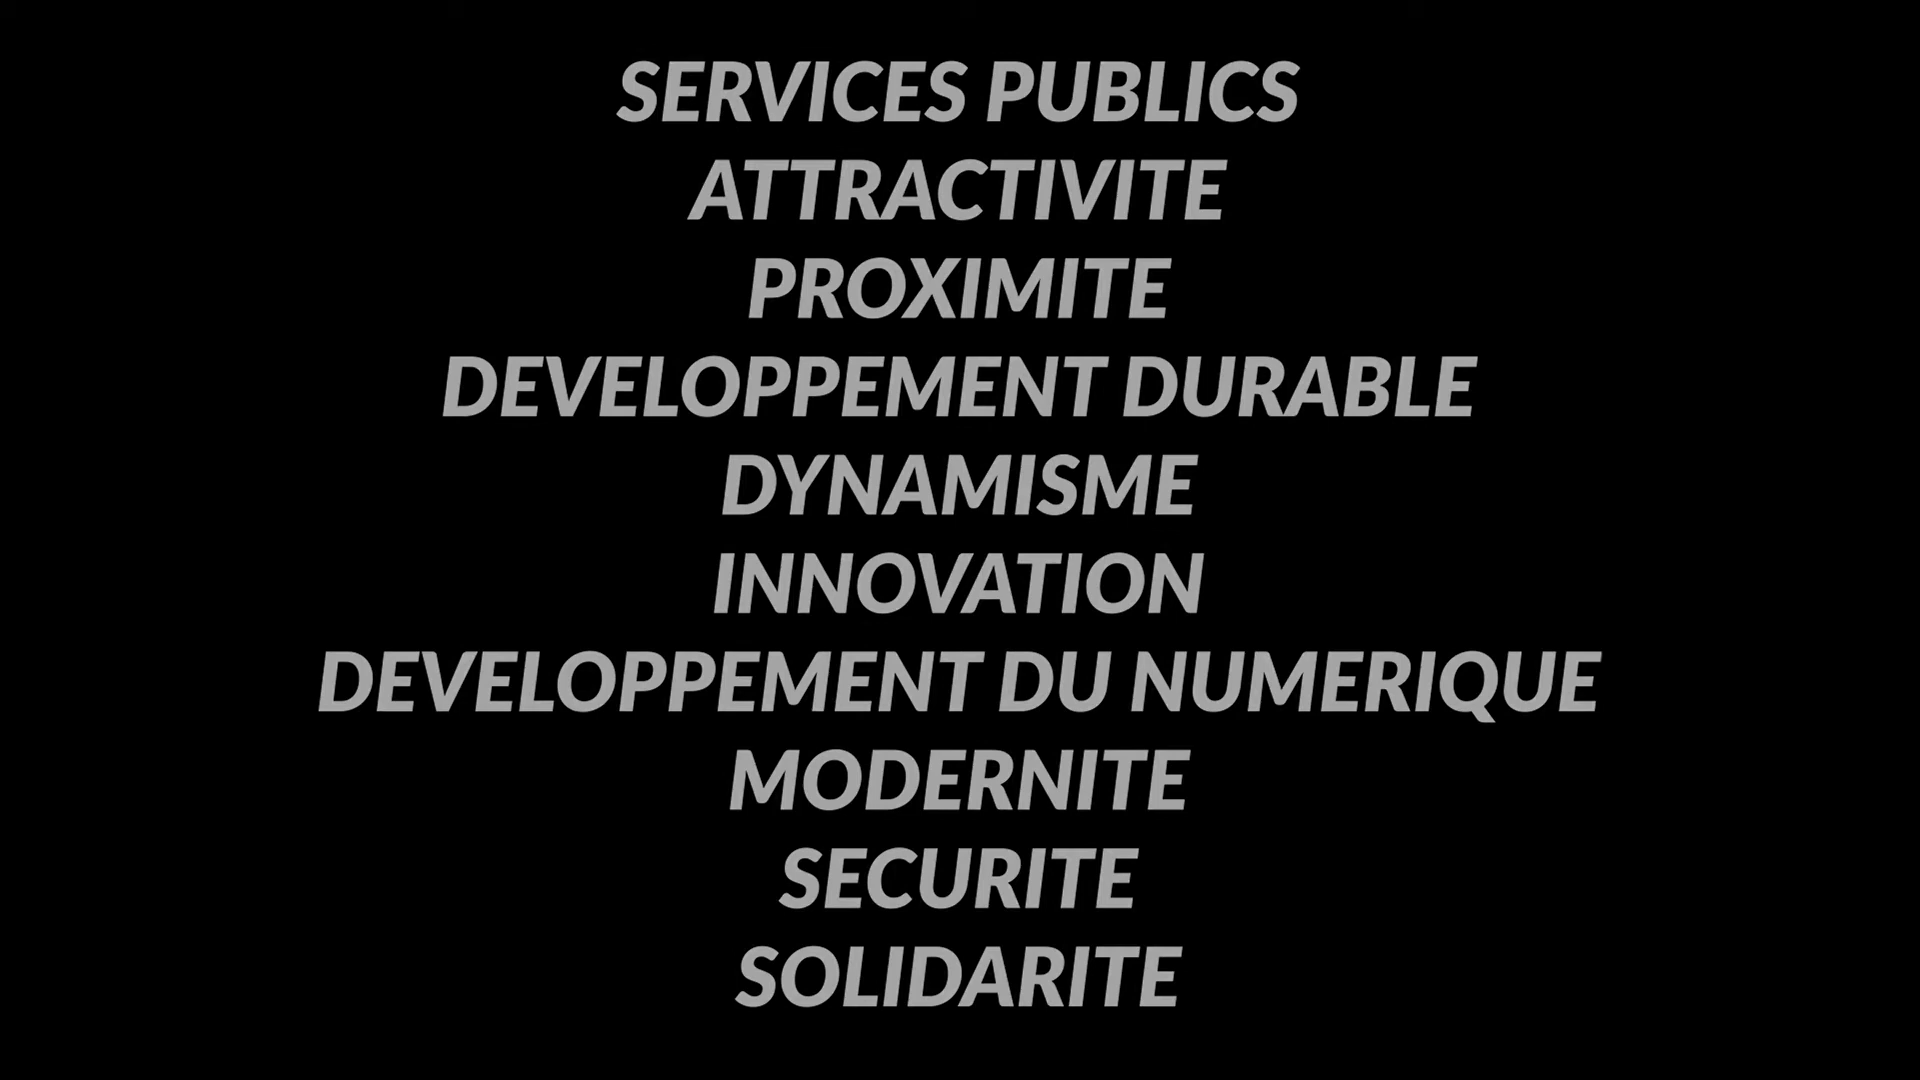 SERVICES PUBLICS
ATTRACTIVITE
PROXIMITE
DEVELOPPEMENT DURABLE
DYNAMISME
INNOVATION
DEVELOPPEMENT DU NUMERIQUE
MODERNITE
SECURITE
SOLIDARITE